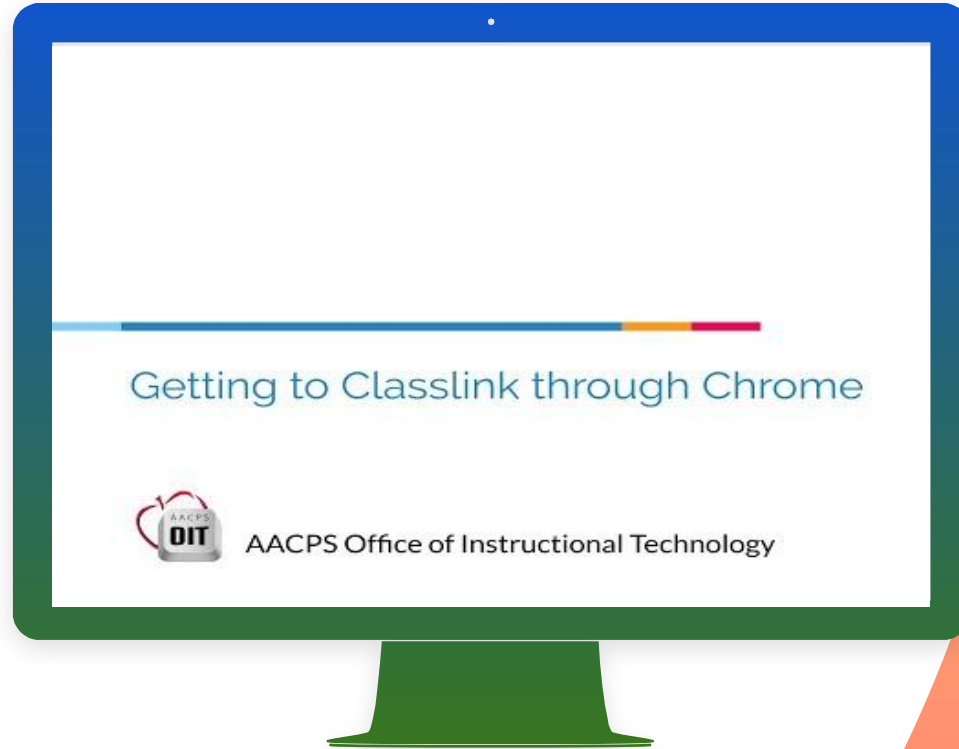 Getting to Classlink through Chrome
AACPS
OIT
AACPS Office of Instructional Technology